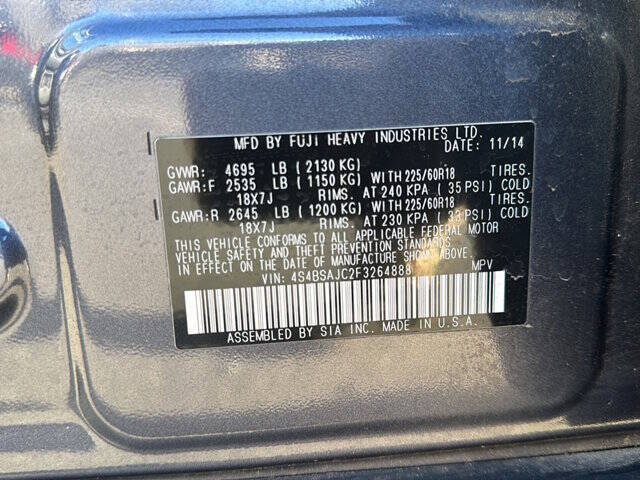 MFD BY FUJI HEAVY INDUSTRIES LTD.
DATE: 11/14
GVWR: 4695 LB (2130 KG)
GAWR:F 2535 LB (1150 KG) WITH 225/60R18 TIRES.
18X7J RIMS. AT 240 KPA (35 PSI) COLD
GAWR:R 2645 LB (1200 KG) WITH 225/60R18 TIRES.
18X7J RIMS. AT 230 KPA (33 PSI) COLD
THIS VEHICLE CONFORMS TO ALL APPLICABLE FEDERAL MOTOR
VEHICLE SAFETY AND THEFT PREVENTION STANDARDS
IN EFFECT ON THE DATE OF MANUFACTURE SHOWN ABOVE.
VIN: 4S4BSAJC2F3264888 MPV
ASSEMBLED BY SIA INC. MADE IN U.S.A.